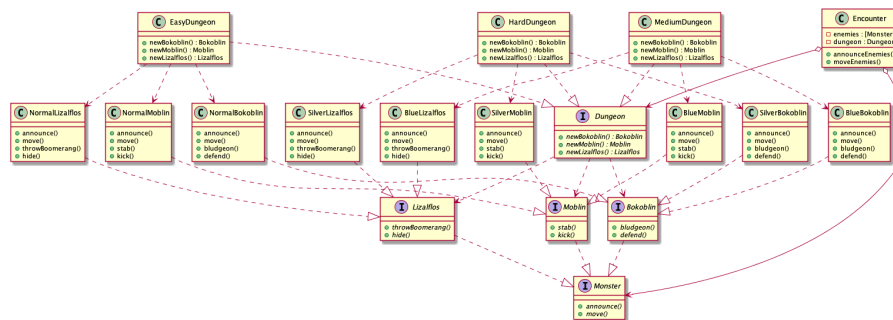 EasyDungeon
newBokoblin() : Bokoblin
newMoblin() : Moblin
newLizalflos() : Lizalflos
HardDungeon
newBokoblin() : Bokoblin
newMoblin() : Moblin
newLizalflos() : Lizalflos
MediumDungeon
newBokoblin() : Bokoblin
newMoblin() : Moblin
newLizalflos() : Lizalflos
Encounter
enemies : [Monster
dungeon : Dungeon
announceEnemies()
moveEnemies()
NormalLizalflos
announce()
move()
throwBoomerang()
hide()
NormalMoblin
announce()
move()
stab()
kick()
NormalBokoblin
announce()
move()
bludgeon()
defend()
SilverLizalflos
announce()
move()
throwBoomerang()
hide()
BlueLizalflos
announce()
move()
throwBoomerang()
hide()
SilverMoblin
announce()
move()
stab()
kick()
Dungeon
newBokoblin() : Bokoblin
newMoblin() : Moblin
newLizalflos() : Lizalflos
BlueMoblin
announce()
move()
stab()
kick()
SilverBokoblin
announce()
move()
bludgeon()
defend()
BlueBokoblin
announce()
move()
bludgeon()
defend()
Lizalflos
throwBoomerang()
hide()
Moblin
stab()
kick()
Bokoblin
bludgeon()
defend()
Monster
announce()
move()